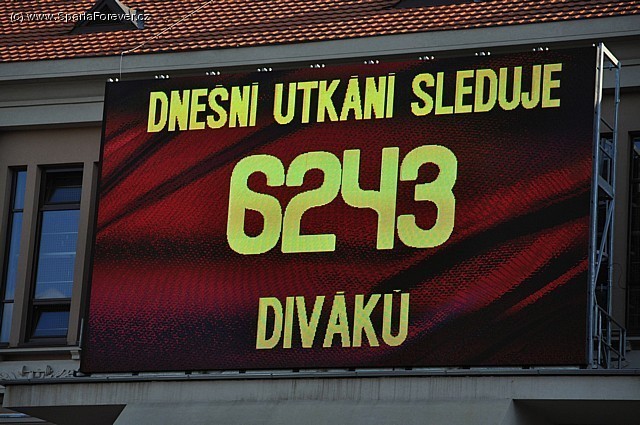 (c) www.SpartaForever.cz
DNEŠNÍ UTKÁNÍ SLEDUJE
6243
DIVÁKŮ